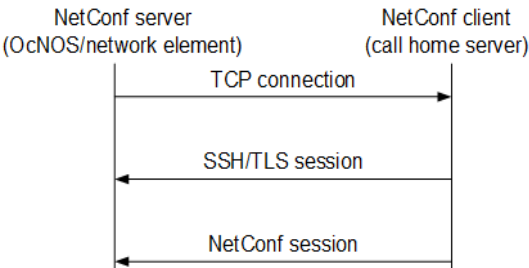 NetConf server
(OcNOS/network element)
NetConf client
(call home server)
TCP connection
SSH/TLS session
NetConf session